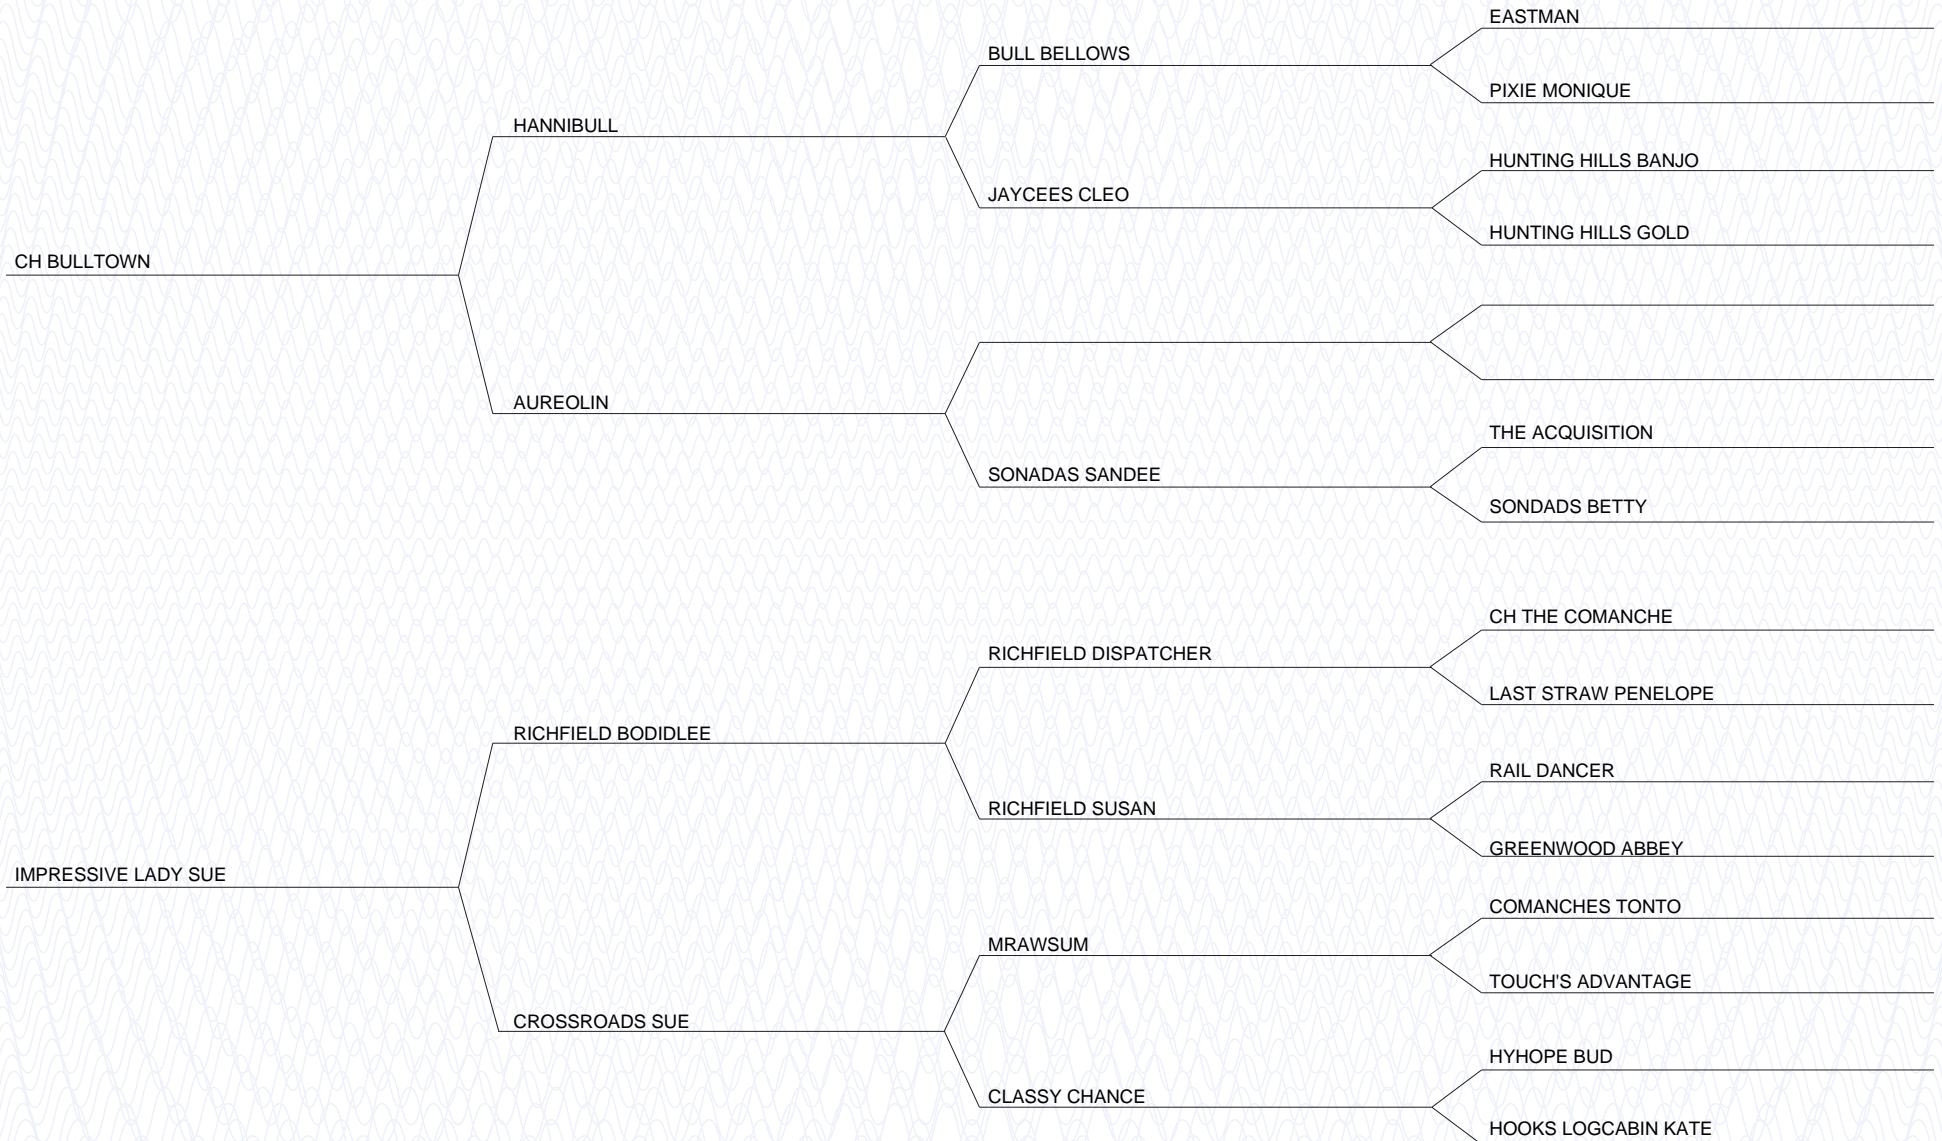 EASTMAN
BULL BELLOWS
PIXIE MONIQUE
HANNIBULL
HUNTING HILLS BANJO
JAYCEES CLEO
HUNTING HILLS GOLD
CH BULLTOWN
AUREOLIN
THE ACQUISITION
SONADAS SANDEE
SONDADS BETTY
CH THE COMANCHE
RICHFIELD DISPATCHER
LAST STRAW PENELOPE
RICHFIELD BODIDLEE
RAIL DANCER
RICHFIELD SUSAN
GREENWOOD ABBEY
IMPRESSIVE LADY SUE
COMANCHES TONTO
MRAWSUM
TOUCH'S ADVANTAGE
CROSSROADS SUE
HYHOPE BUD
CLASSY CHANCE
HOOKS LOGCABIN KATE